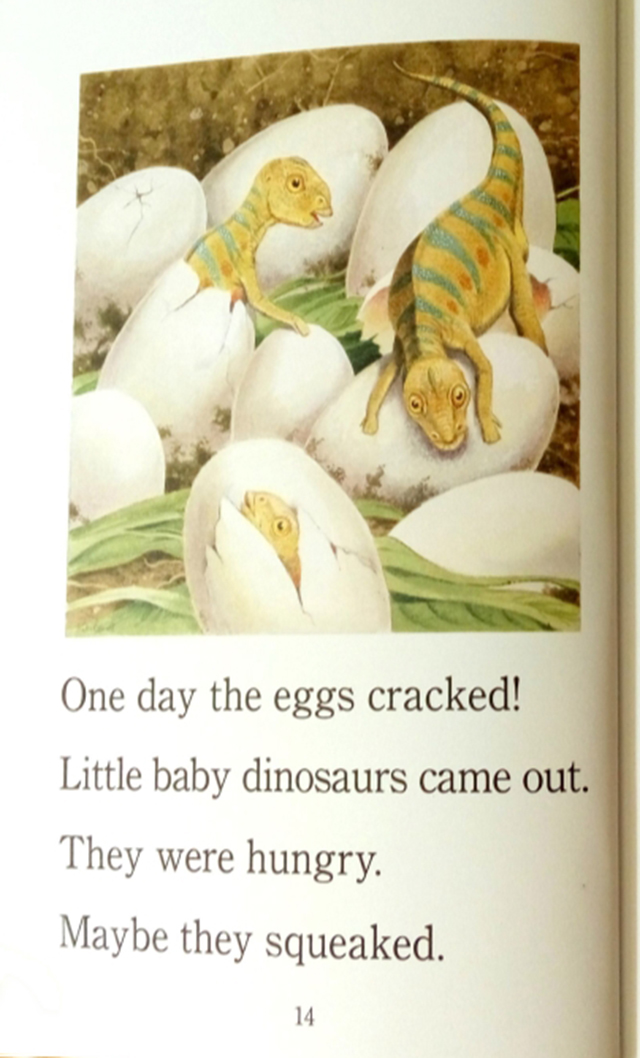 One day the eggs cracked!
Little baby dinosaurs came out.
They were hungry.
Maybe they squeaked.
14